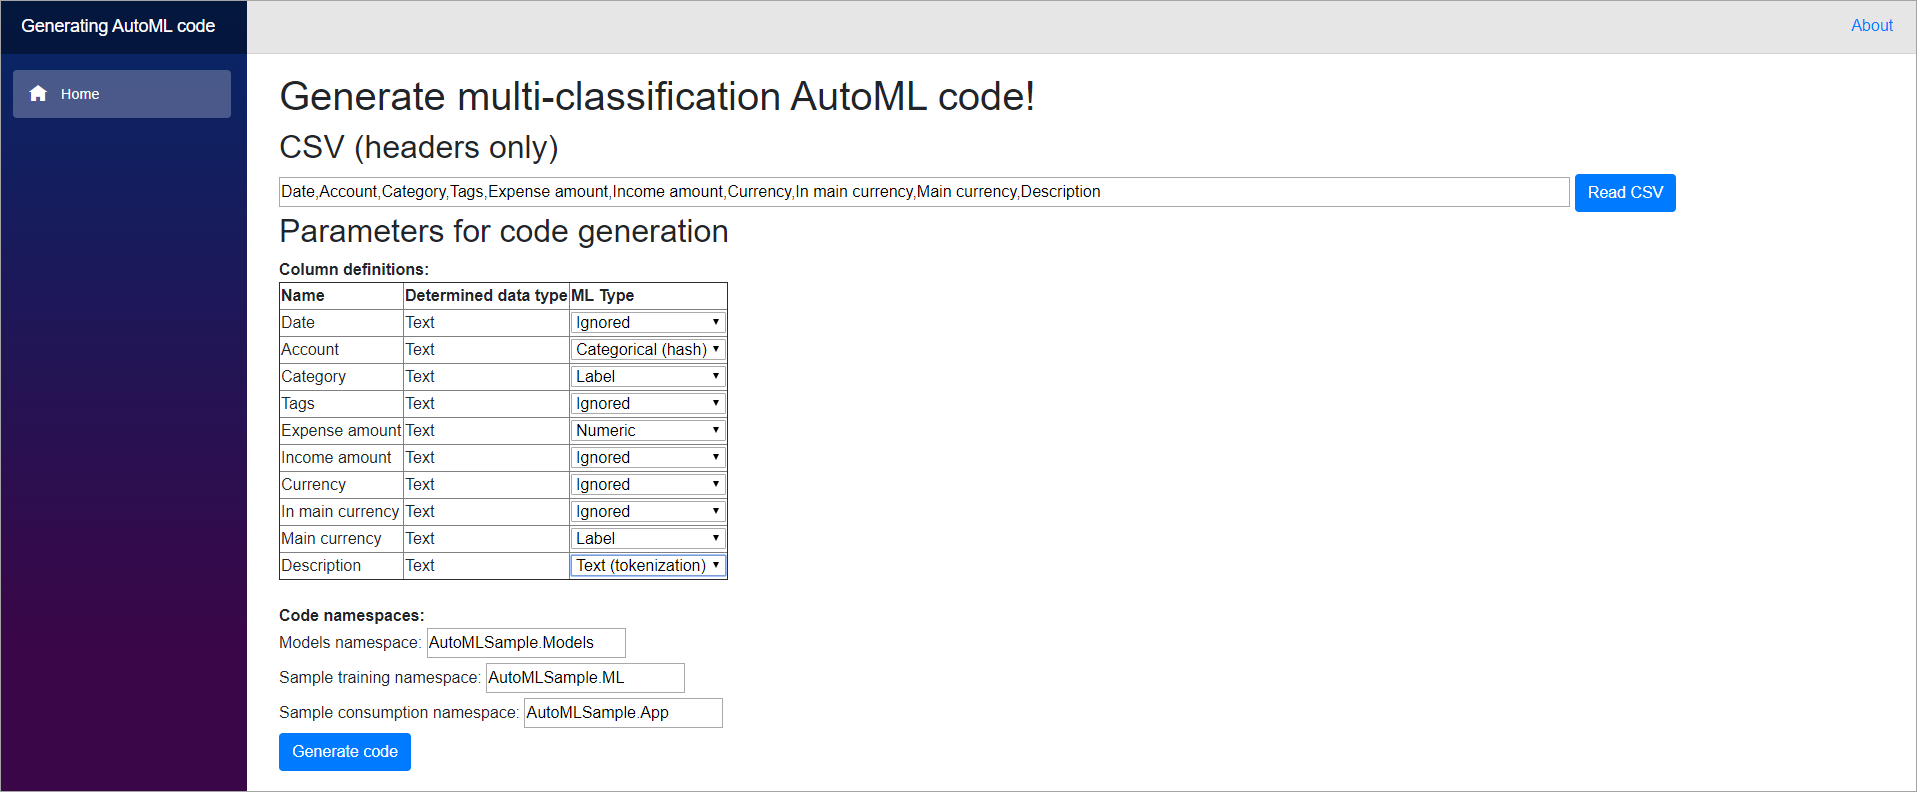 Generating AutoML code
About
Home
Generate multi-classification AutoML code!
CSV (headers only)
Date,Account,Category,Tags,Expense amount,Income amount,Currency,In main currency,Main currency,Description Read CSV
Parameters for code generation
Column definitions:
Name Determined data type ML Type
Date Text Ignored
Account Text Categorical (hash)
Category Text Label
Tags Text Ignored
Expense amount Text Numeric
Income amount Text Ignored
Currency Text Ignored
In main currency Text Ignored
Main currency Text Label
Description Text Text (tokenization)
Code namespaces:
Models namespace: AutoMLSample.Models
Sample training namespace: AutoMLSample.ML
Sample consumption namespace: AutoMLSample.App
Generate code